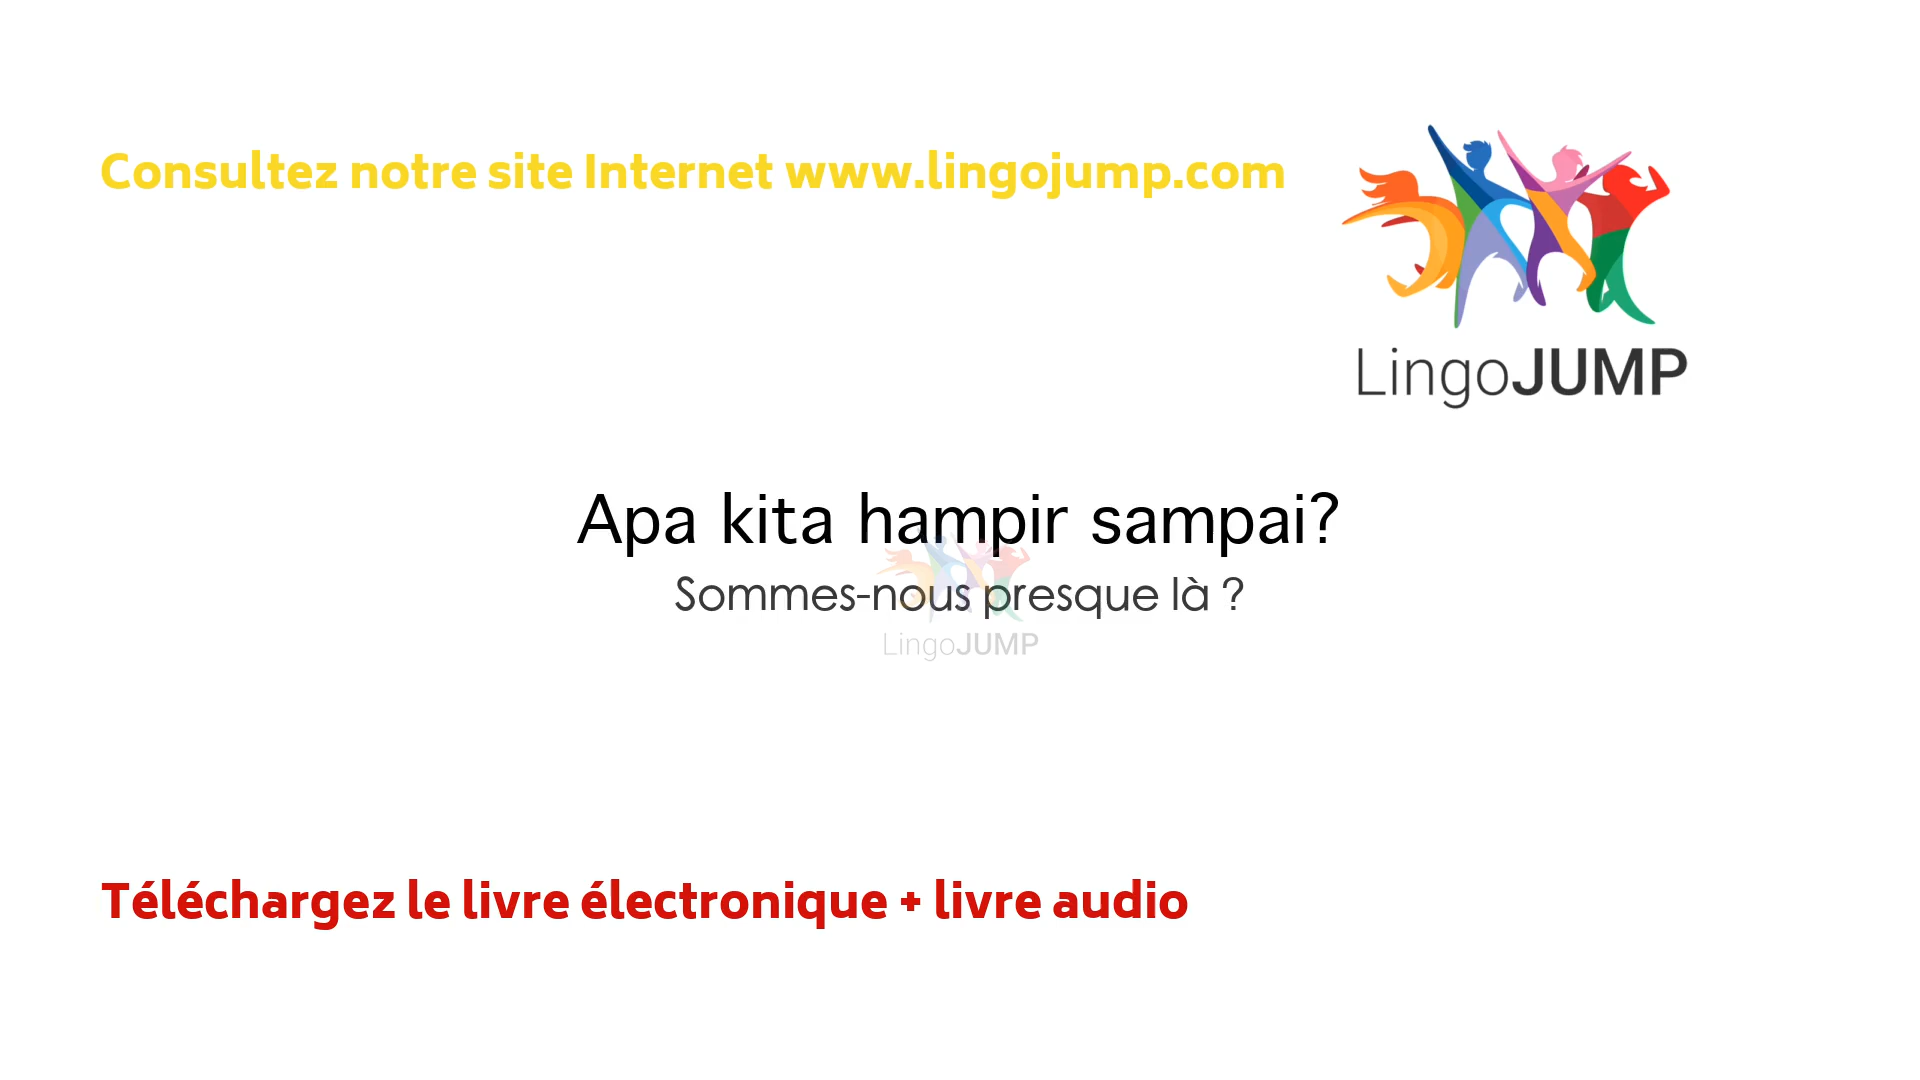 Consultez notre site Internet www.lingojump.com
LingoJUMP
Apa kita hampir sampai?
Sommes-nous presque là ?
LingoJUMP
Téléchargez le livre électronique + livre audio